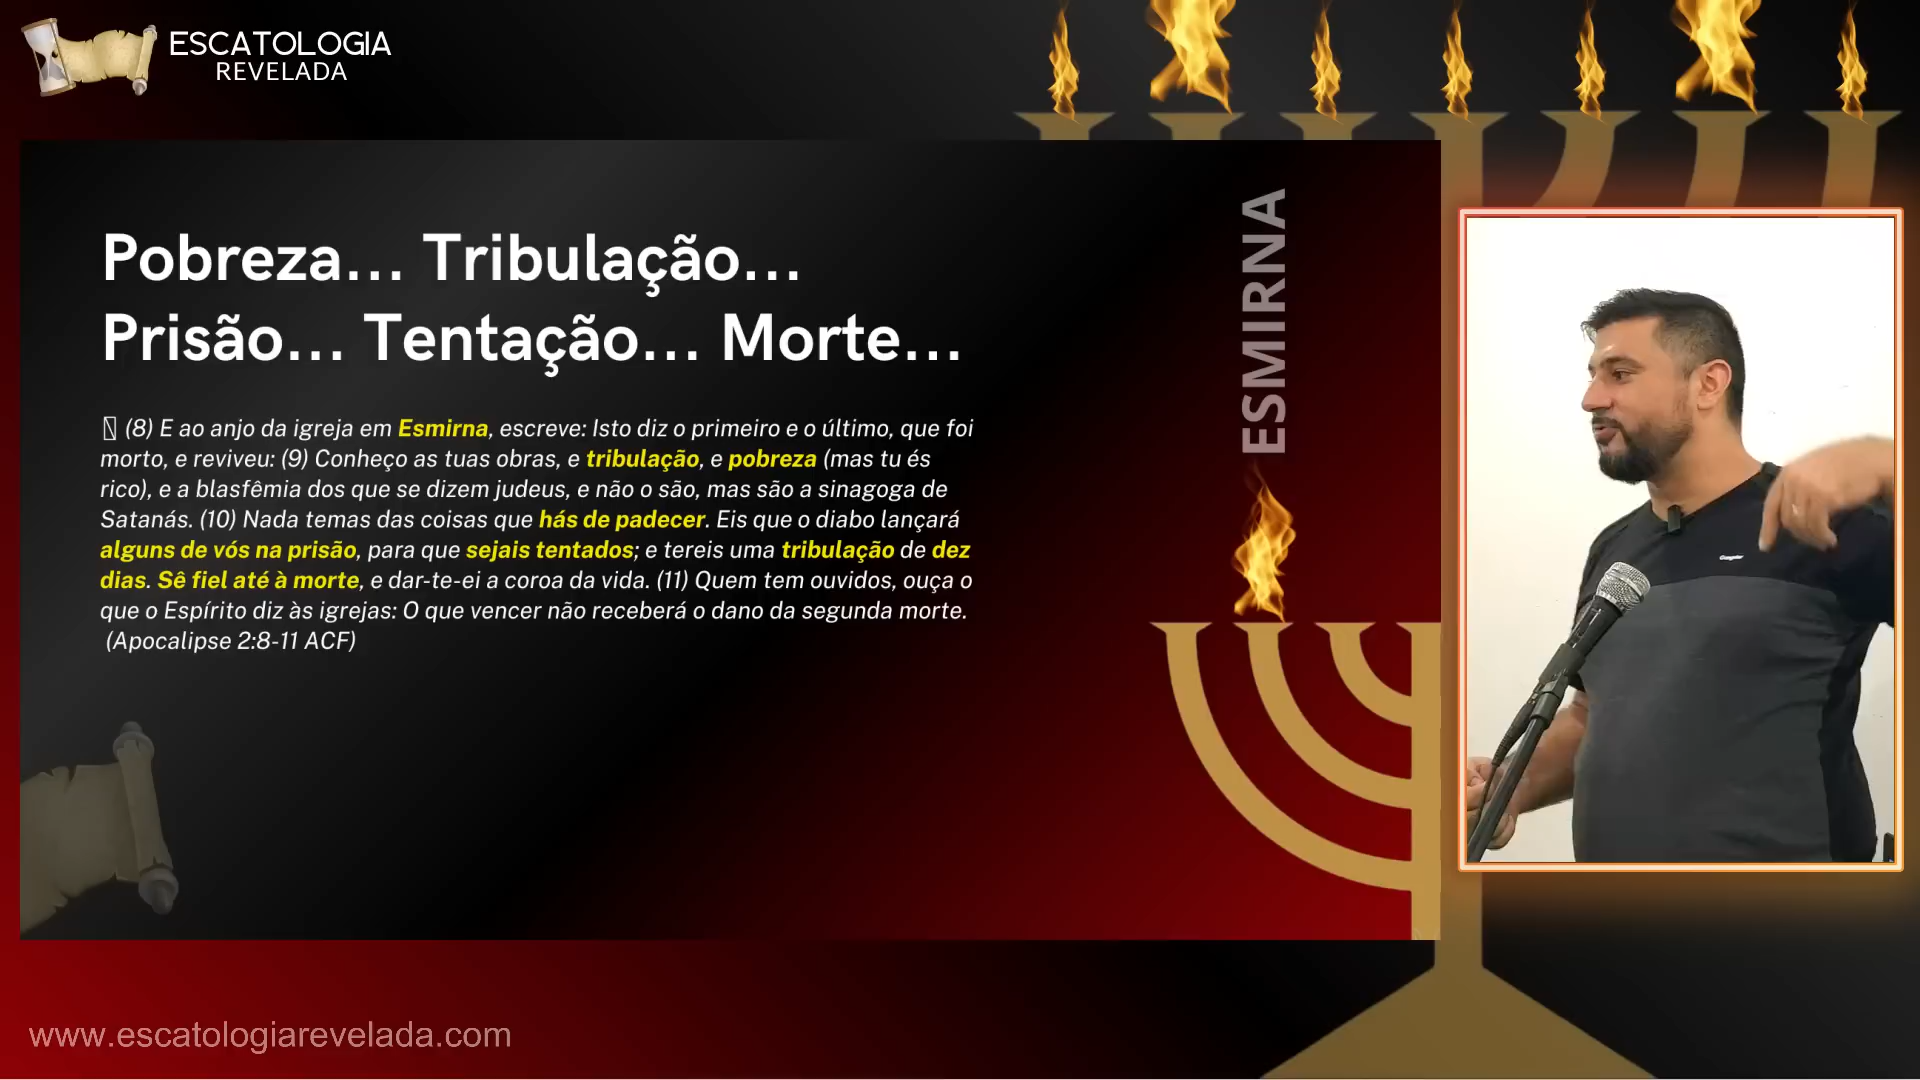 ESCATOLOGIA
REVELADA
Pobreza... Tribulação...
Prisão... Tentação... Morte...
(8) E ao anjo da igreja em Esmirna, escreve: Isto diz o primeiro e o último, que foi
morto, e reviveu: (9) Conheço as tuas obras, e tribulação, e pobreza (mas tu és
rico), e a blasfêmia dos que se dizem judeus, e não o são, mas são a sinagoga de
Satanás. (10) Nada temas das coisas que hás de padecer. Eis que o diabo lançará
alguns de vós na prisão, para que sejais tentados; e tereis uma tribulação de dez
dias. Sê fiel até à morte, e dar-te-ei a coroa da vida. (11) Quem tem ouvidos, ouça o
que o Espírito diz às igrejas: O que vencer não receberá o dano da segunda morte.
(Apocalipse 2:8-11 ACF)
ESMIRNA
www.escatologiarevelada.com